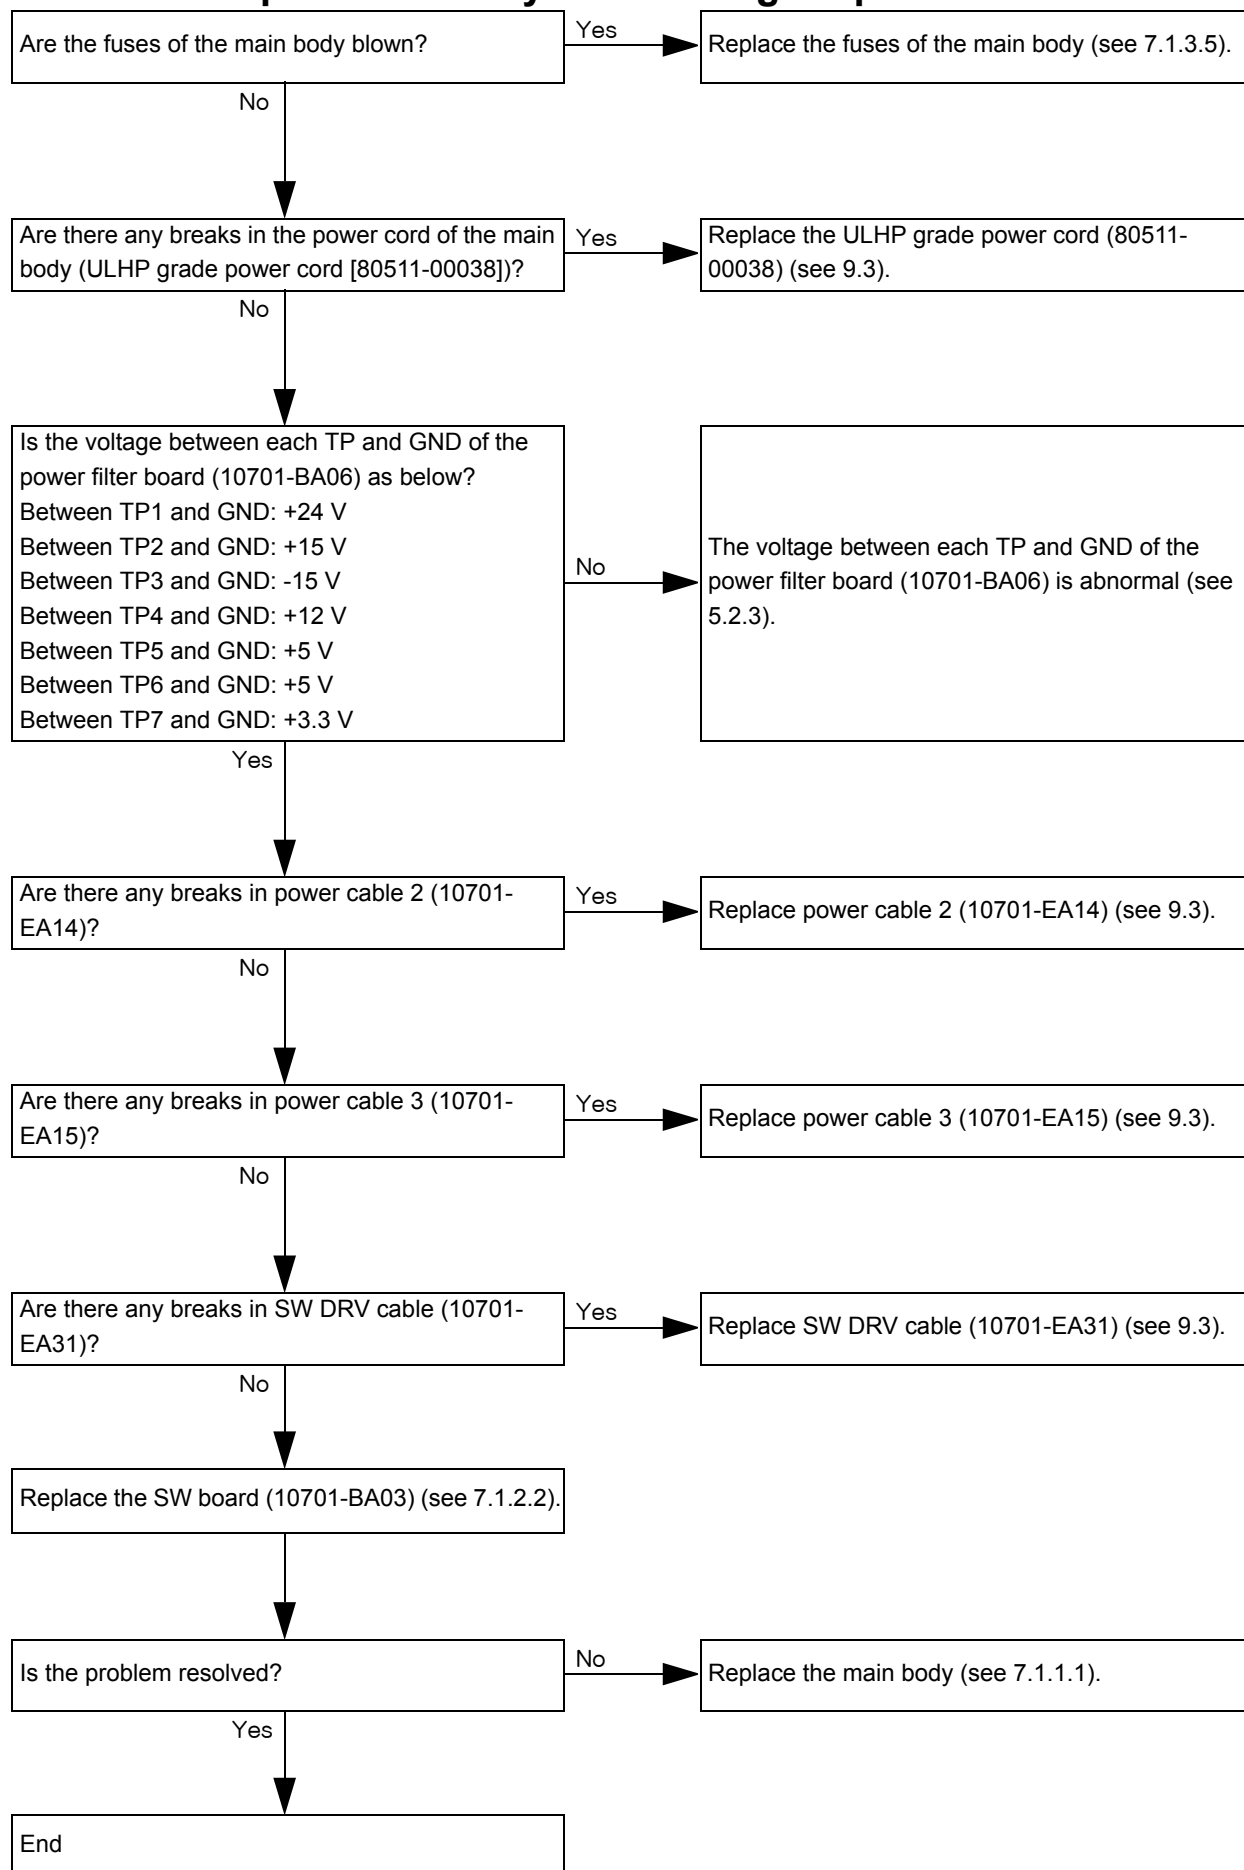 Are the fuses of the main body blown?
Yes
Replace the fuses of the main body (see 7.1.3.5).
No
Are there any breaks in the power cord of the main
body (ULHP grade power cord [80511-00038])?
Yes
Replace the ULHP grade power cord (80511-
00038) (see 9.3).
No
Is the voltage between each TP and GND of the
power filter board (10701-BA06) as below?
Between TP1 and GND: +24 V
Between TP2 and GND: +15 V
Between TP3 and GND: -15 V
Between TP4 and GND: +12 V
Between TP5 and GND: +5 V
Between TP6 and GND: +5 V
Between TP7 and GND: +3.3 V
No
The voltage between each TP and GND of the
power filter board (10701-BA06) is abnormal (see
5.2.3).
Yes
Are there any breaks in power cable 2 (10701-
EA14)?
Yes
Replace power cable 2 (10701-EA14) (see 9.3).
No
Are there any breaks in power cable 3 (10701-
EA15)?
Yes
Replace power cable 3 (10701-EA15) (see 9.3).
No
Are there any breaks in SW DRV cable (10701-
EA31)?
Yes
Replace SW DRV cable (10701-EA31) (see 9.3).
No
Replace the SW board (10701-BA03) (see 7.1.2.2).
Is the problem resolved?
No
Replace the main body (see 7.1.1.1).
Yes
End